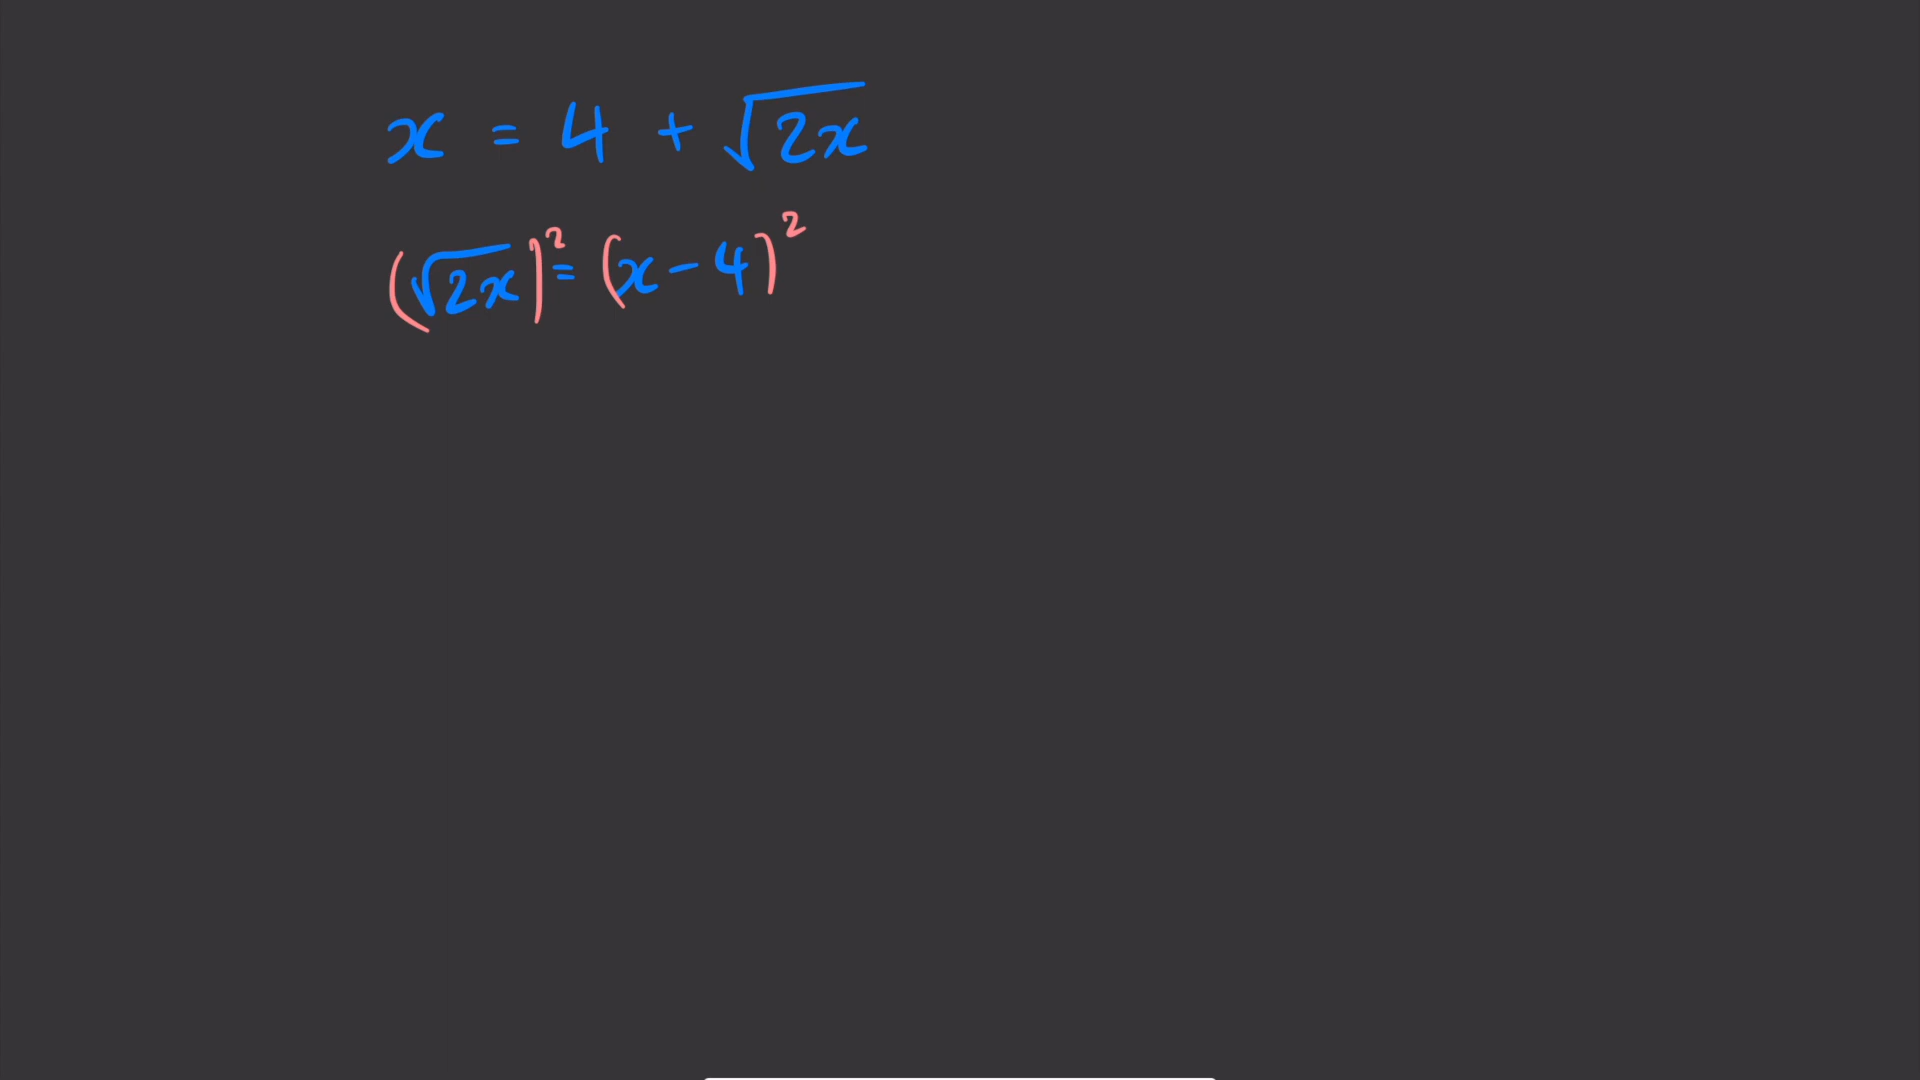 x = 4 + √2x
(√2x)² = (x - 4)²